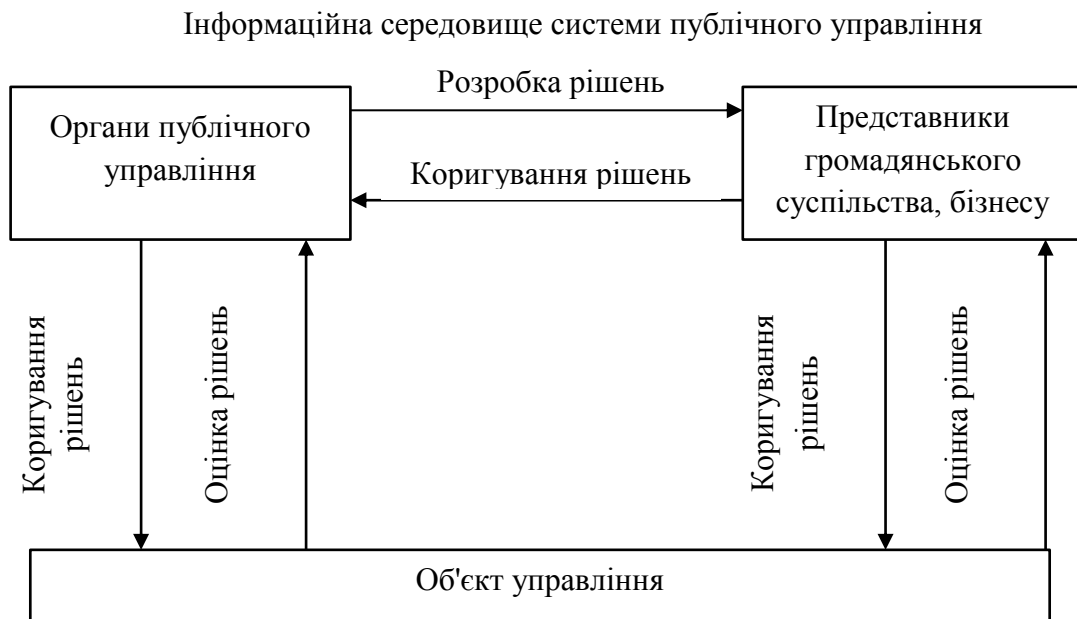 Інформаційна середовище системи публічного управління
Розробка рішень
Органи публічного
управління
Представники
громадянського
суспільства, бізнесу
Коригування рішень
Коригування
рішень
Оцінка рішень
Коригування
рішень
Оцінка рішень
Об'єкт управління